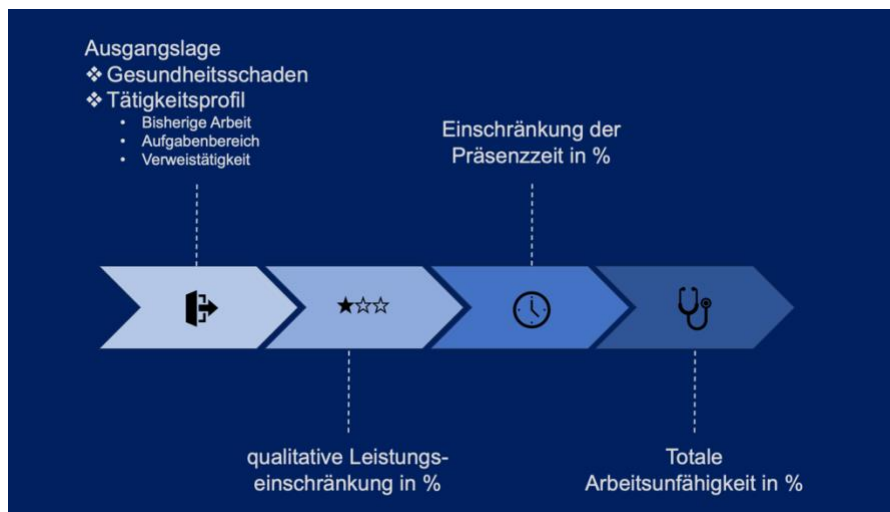 Ausgangslage
❖ Gesundheitsschaden
❖ Tätigkeitsprofil
• Bisherige Arbeit
• Aufgabenbereich
• Verweistätigkeit
Einschränkung der
Präsenzzeit in %
qualitative Leistungs-
einschränkung in %
Totale
Arbeitsunfähigkeit in %